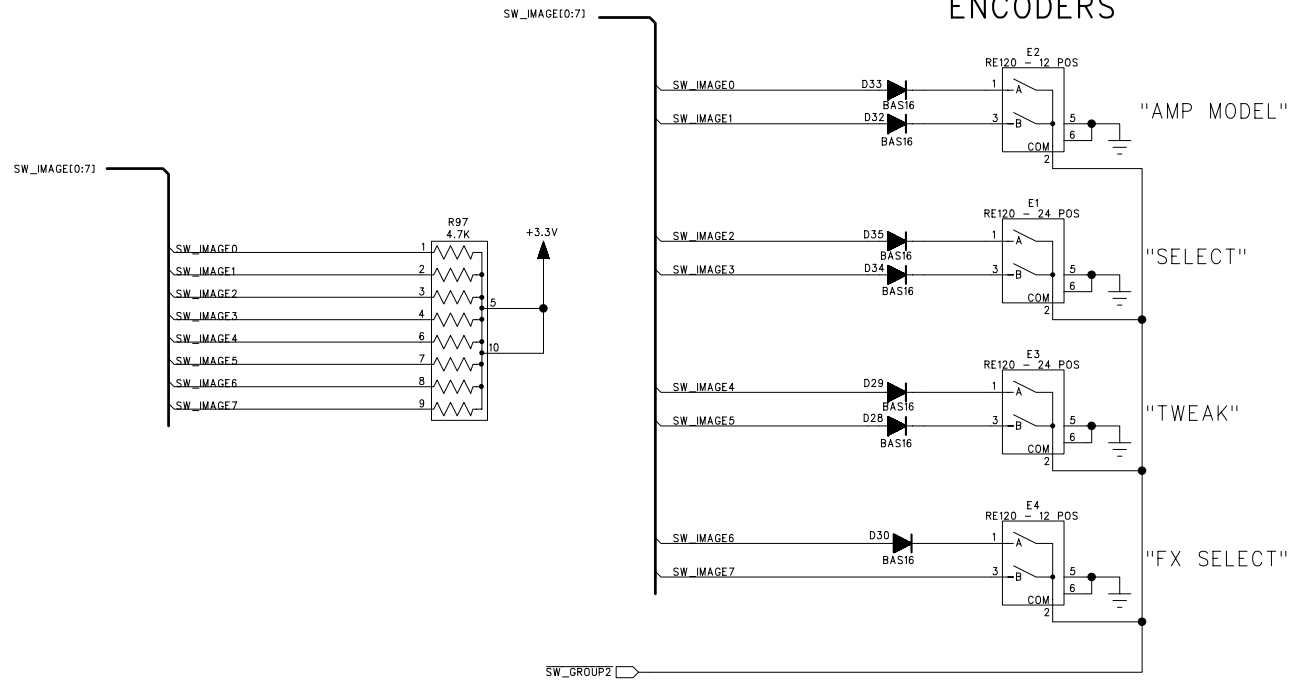 SW_IMAGE[0:7]
ENCODERS
E2
RE120 - 12 POS
SW_IMAGE0
D33
BAS16
1
A
SW_IMAGE1
D32
BAS16
3
B
5
6
COM
2
"AMP MODEL"
SW_IMAGE[0:7]
E1
RE120 - 24 POS
SW_IMAGE2
D35
BAS16
1
A
SW_IMAGE3
D34
BAS16
3
B
5
6
COM
2
"SELECT"
R97
4.7K
+3.3V
SW_IMAGE0
1
SW_IMAGE1
2
SW_IMAGE2
3
SW_IMAGE3
4
5
SW_IMAGE4
6
10
SW_IMAGE5
7
SW_IMAGE6
8
SW_IMAGE7
9
E3
RE120 - 24 POS
SW_IMAGE4
D29
BAS16
1
A
SW_IMAGE5
D28
BAS16
3
B
5
6
COM
2
"TWEAK"
E4
RE120 - 12 POS
SW_IMAGE6
D30
BAS16
1
A
SW_IMAGE7
3
B
5
6
COM
2
"FX SELECT"
SW_GROUP2